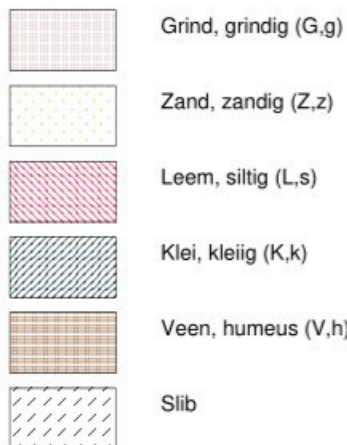 Grind, grindig (G,g)
Zand, zandig (Z,z)
Leem, siltig (L,s)
Klei, kleiig (K,k)
Veen, humeus (V,h)
Slib